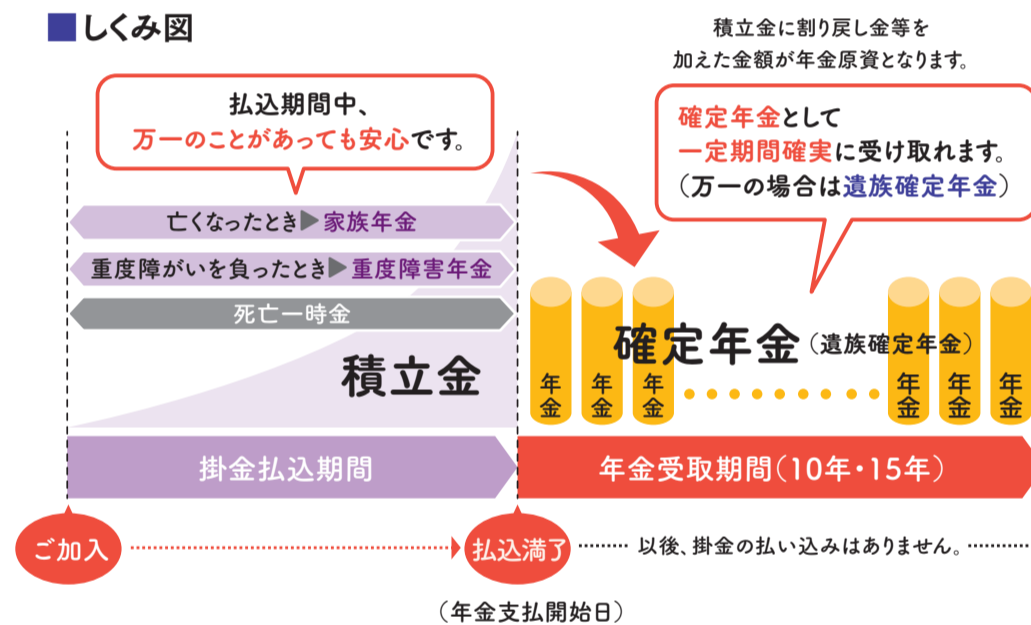 ■しくみ図
積立金に割り戻し金等を
加えた金額が年金原資となります。
払込期間中、
万一のことがあっても安心です。
確定年金として
一定期間確実に受け取れます。
（万一の場合は遺族確定年金）
亡くなったとき▶家族年金
重度障がいを負ったとき▶重度障害年金
死亡一時金
積立金
確定年金（遺族確定年金）
年金
年金
年金
年金
年金
年金
掛金払込期間
年金受取期間（10年・15年）
ご加入
払込満了
以後、掛金の払い込みはありません。
（年金支払開始日）